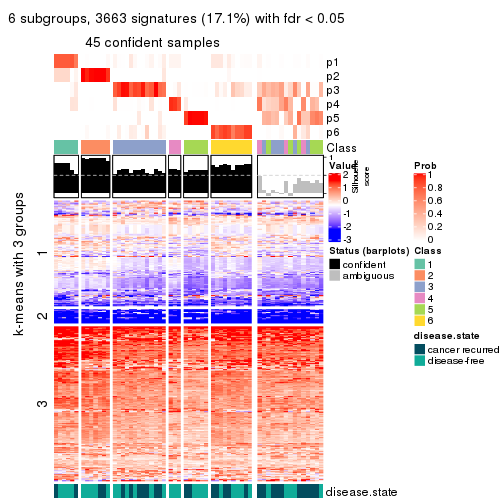 6 subgroups, 3663 signatures (17.1%) with fdr < 0.05
45 confident samples
p1
p2
p3
p4
p5
p6
Class
1
Silhouette
score
k-means with 3 groups
1
2
3
disease.state
Value
2
1
0
-1
-2
-3
Status (barplots)
confident
ambiguous
Prob
1
0.8
0.6
0.4
0.2
0
Class
1
2
3
4
5
6
disease.state
cancer recurred
disease-free